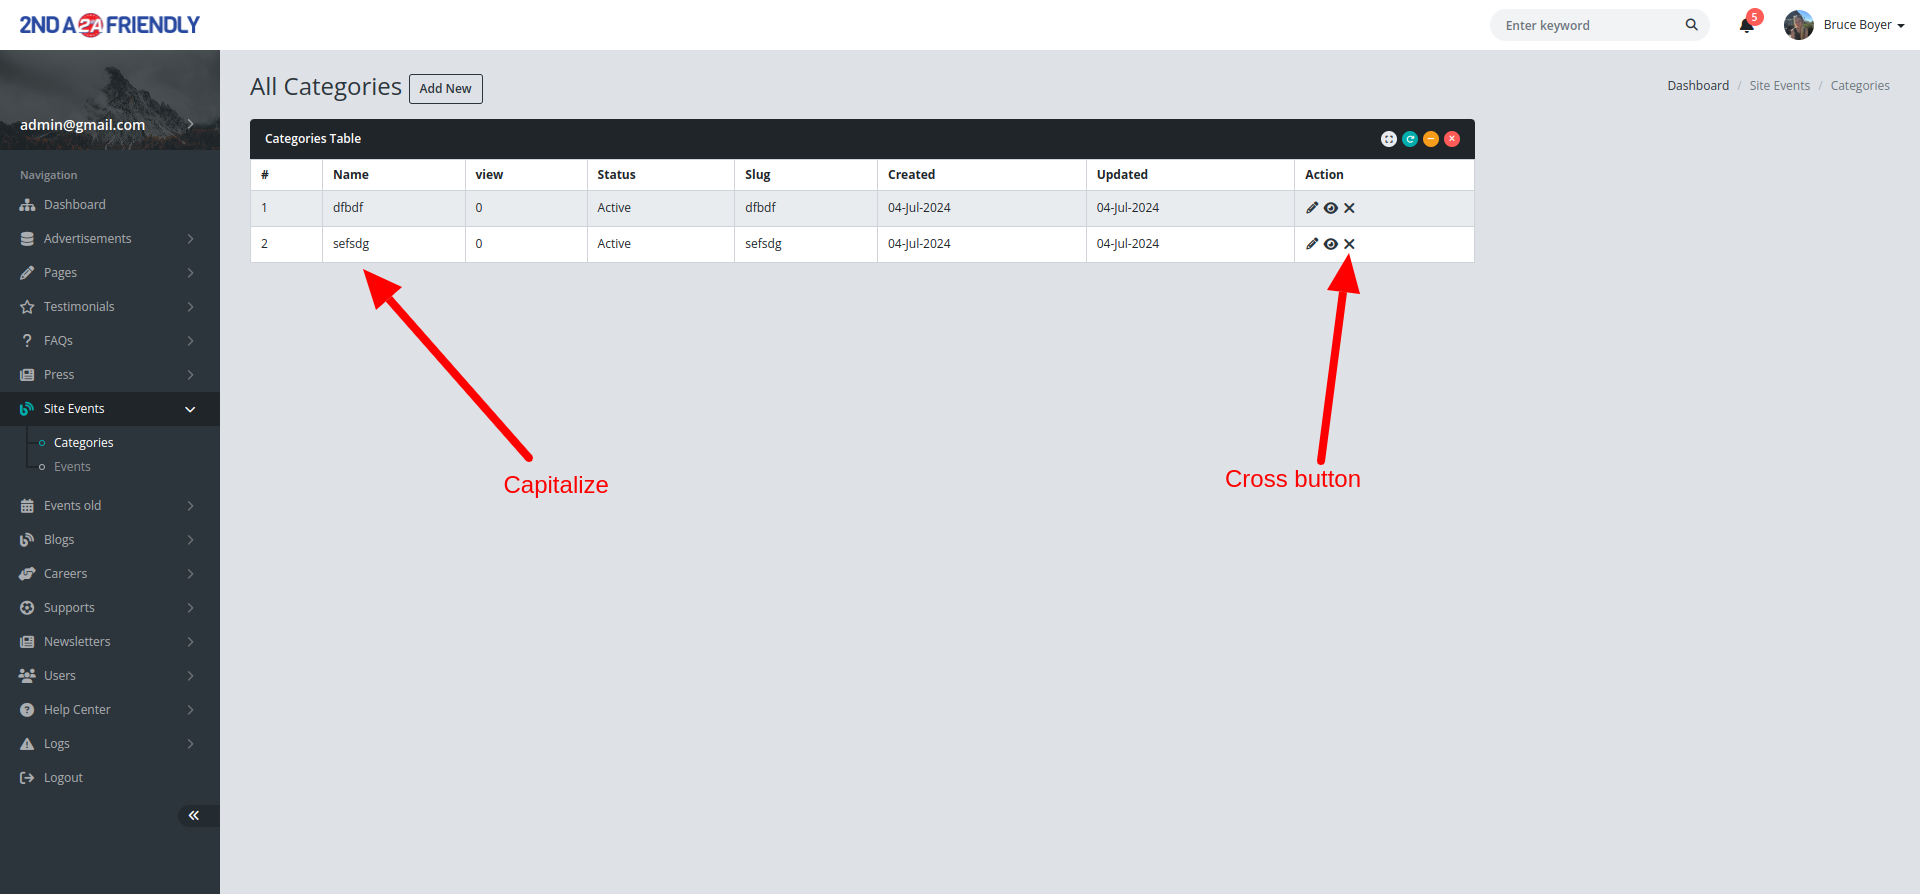 2ND A 2A FRIENDLY
Enter keyword
5
Bruce Boyer
admin@gmail.com
Navigation
Dashboard
Advertisements
Pages
Testimonials
FAQs
Press
Site Events
Categories
Events
Events old
Blogs
Careers
Supports
Newsletters
Users
Help Center
Logs
Logout
All Categories Add New
Dashboard / Site Events / Categories
Categories Table
# Name view Status Slug Created Updated Action
1 dfbdf 0 Active dfbdf 04-Jul-2024 04-Jul-2024
2 sefsdg 0 Active sefsdg 04-Jul-2024 04-Jul-2024
Capitalize
Cross button